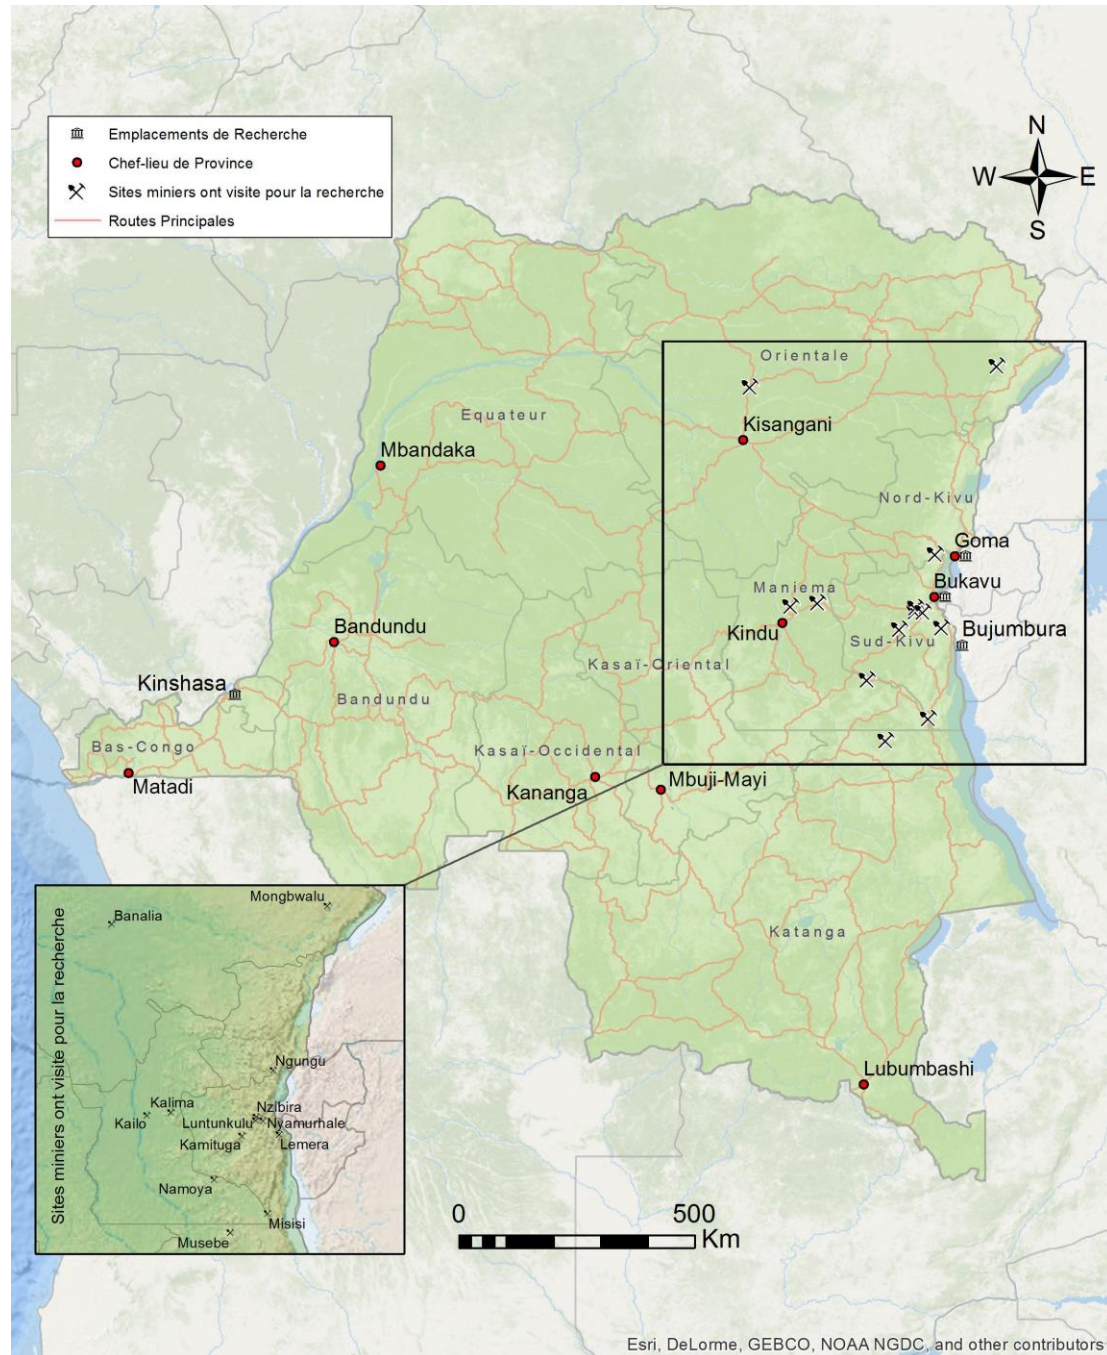 Emplacements de Recherche
Chef-lieu de Province
Sites miniers ont visite pour la recherche
Routes Principales
N
W
E
S
Orientale
Equateur
Kisangani
Mbandaka
Nord-Kivu
Goma
Maniema
Bukavu
Bandundu
Kindu
Sud-Kivu
Bujumbura
Kasaï-Oriental
Kinshasa
Bandundu
Bas-Congo
Kasaï-Occidental
Matadi
Kananga
Mbuji-Mayi
Katanga
Lubumbashi
Sites miniers ont visite pour la recherche
Mongbwalu
Banalia
Ngungu
Kalima
Nzibira
Kailo
Luntunkulu
Nyamurhale
Kamituga
Lemera
Namoya
Misisi
Musebe
0
500
Km
Esri, DeLorme, GEBCO, NOAA NGDC, and other contributors